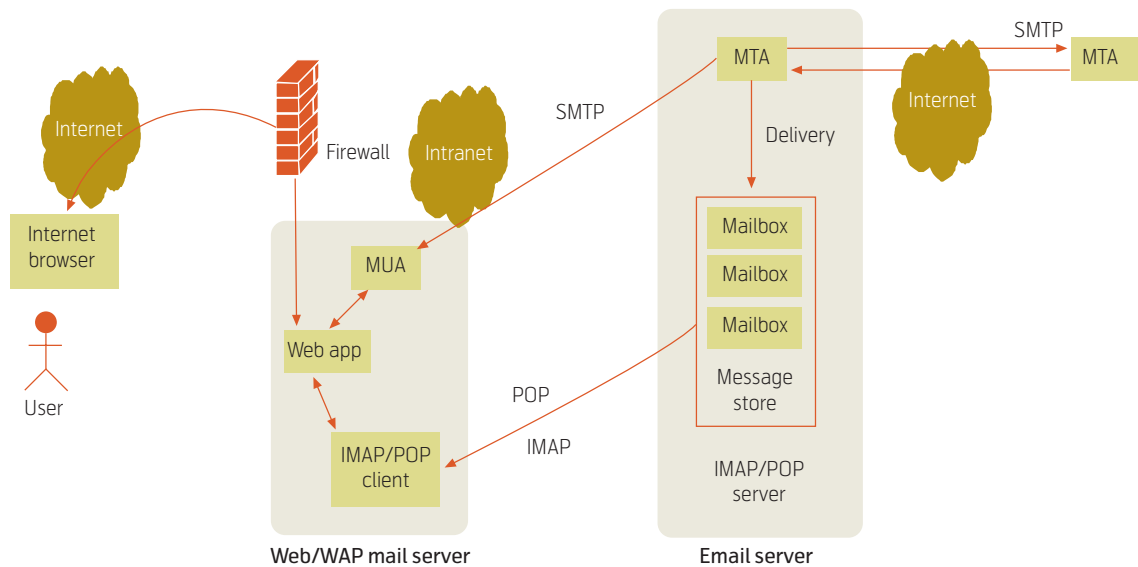 SMTP
MTA
MTA
Internet
Internet
SMTP
Delivery
Firewall
Intranet
Internet
browser
Mailbox
MUA
Mailbox
Mailbox
Web app
Message
store
POP
User
IMAP
IMAP/POP
client
IMAP/POP
server
Web/WAP mail server
Email server